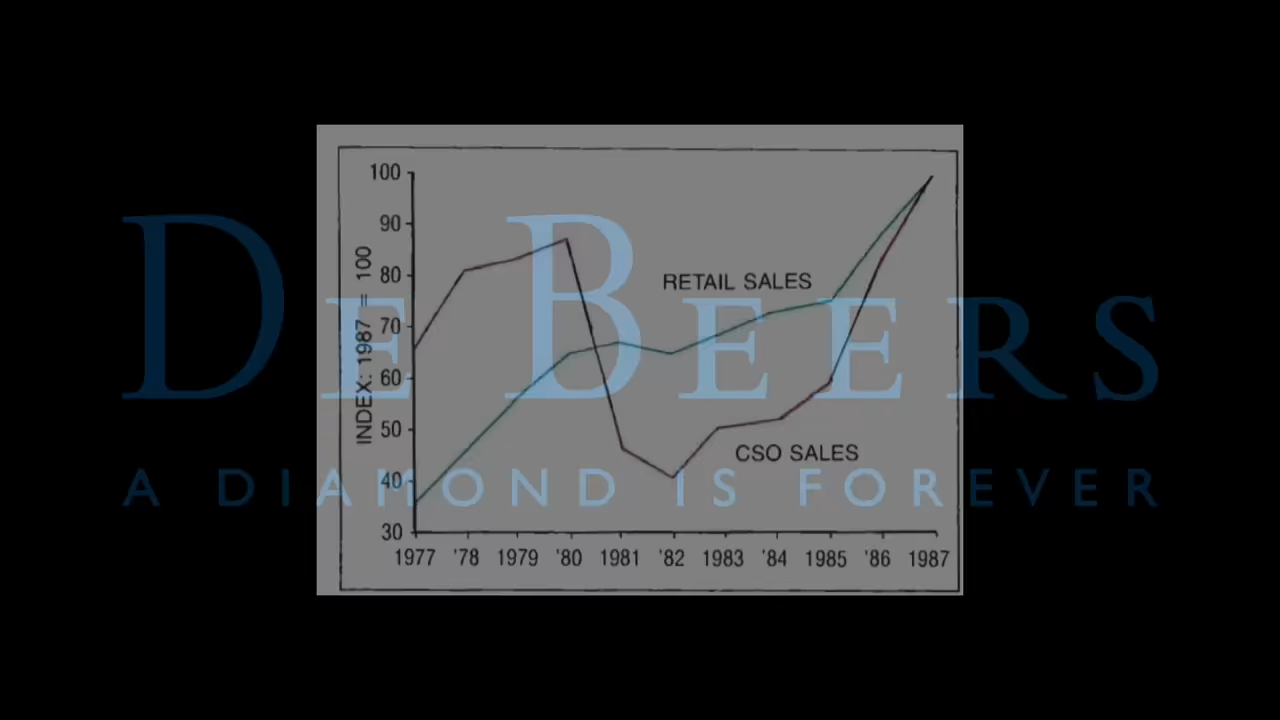 DE BEERS
A DIAMOND IS FOREVER
INDEX: 1987 = 100
100
90
80
70
60
50
40
30
RETAIL SALES
CSO SALES
1977 '78 1979 '80 1981 '82 1983 '84 1985 '86 1987